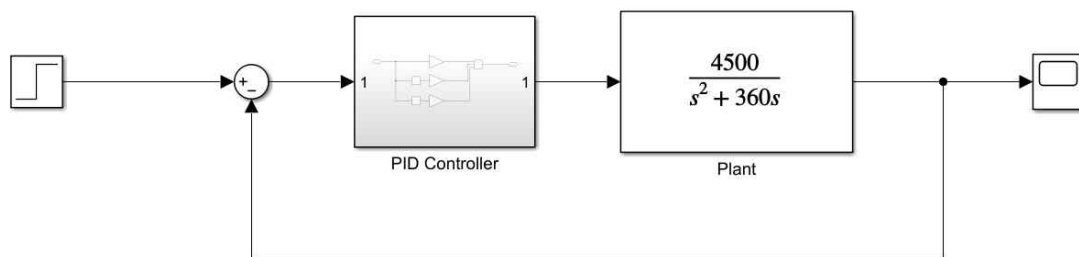 +
−
1
1
PID Controller
4500
s² + 360s
Plant